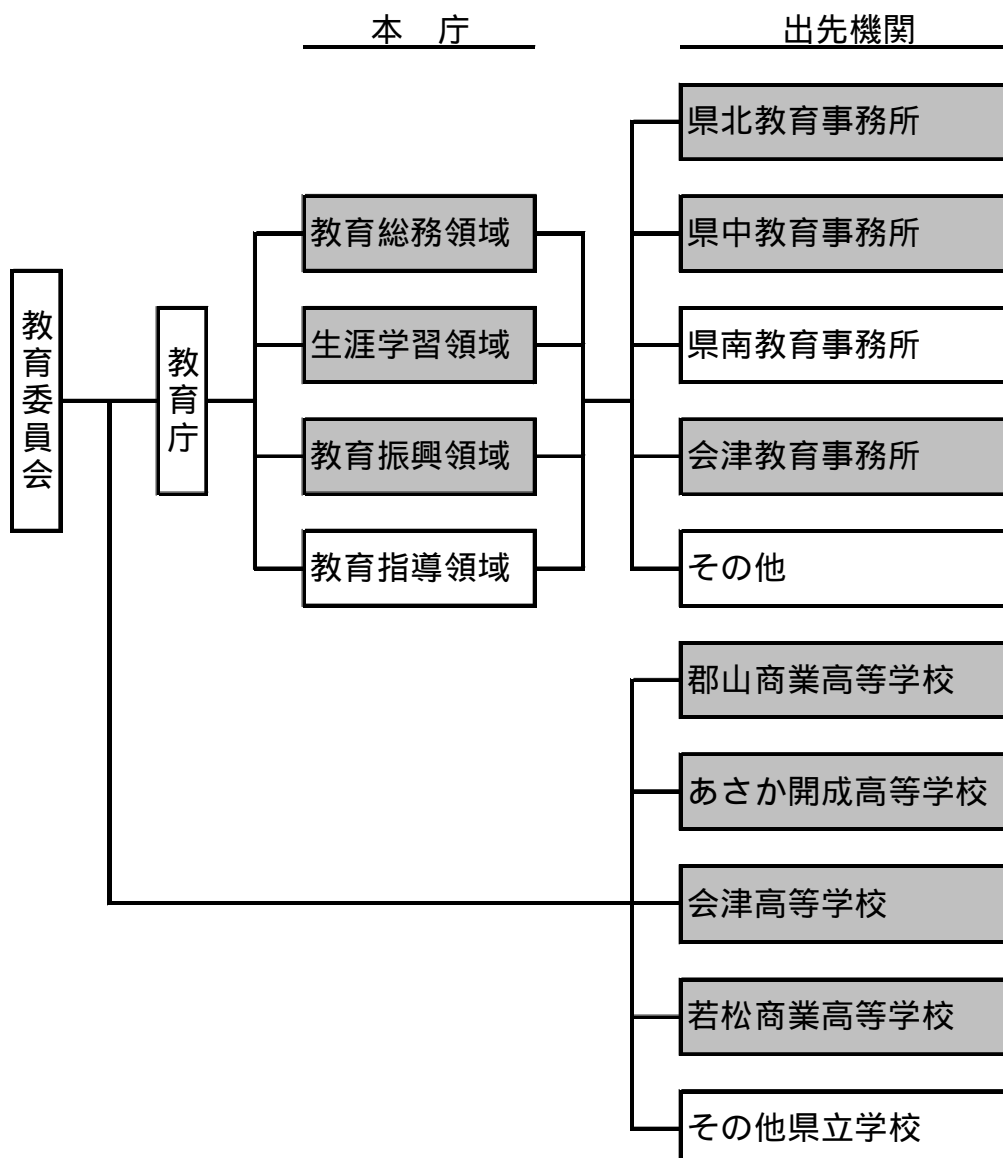 本 庁
出先機関
教育委員会
教育庁
教育総務領域
生涯学習領域
教育振興領域
教育指導領域
県北教育事務所
県中教育事務所
県南教育事務所
会津教育事務所
その他
郡山商業高等学校
あさか開成高等学校
会津高等学校
若松商業高等学校
その他県立学校